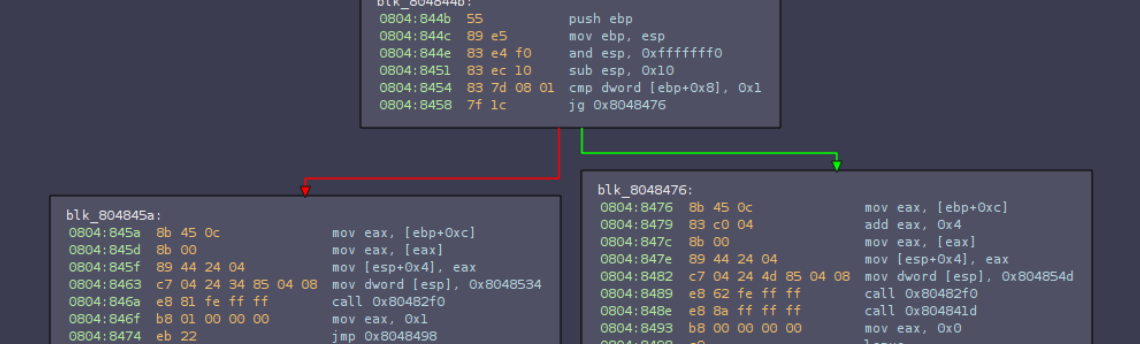 blk_804844b:
0804:844b 55 push ebp
0804:844c 89 e5 mov ebp, esp
0804:844e 83 e4 f0 and esp, 0xfffffff0
0804:8451 83 ec 10 sub esp, 0x10
0804:8454 83 7d 08 01 cmp dword [ebp+0x8], 0x1
0804:8458 7f 1c jg 0x8048476
blk_804845a:
0804:845a 8b 45 0c mov eax, [ebp+0xc]
0804:845d 8b 00 mov eax, [eax]
0804:845f 89 44 24 04 mov [esp+0x4], eax
0804:8463 c7 04 24 34 85 04 08 mov dword [esp], 0x8048534
0804:846a e8 81 fe ff ff call 0x80482f0
0804:846f b8 01 00 00 00 mov eax, 0x1
0804:8474 eb 22 jmp 0x8048498
blk_8048476:
0804:8476 8b 45 0c mov eax, [ebp+0xc]
0804:8479 83 c0 04 add eax, 0x4
0804:847c 8b 00 mov eax, [eax]
0804:847e 89 44 24 04 mov [esp+0x4], eax
0804:8482 c7 04 24 4d 85 04 08 mov dword [esp], 0x804854d
0804:8489 e8 62 fe ff ff call 0x80482f0
0804:848e e8 8a ff ff ff call 0x804841d
0804:8493 b8 00 00 00 00 mov eax, 0x0